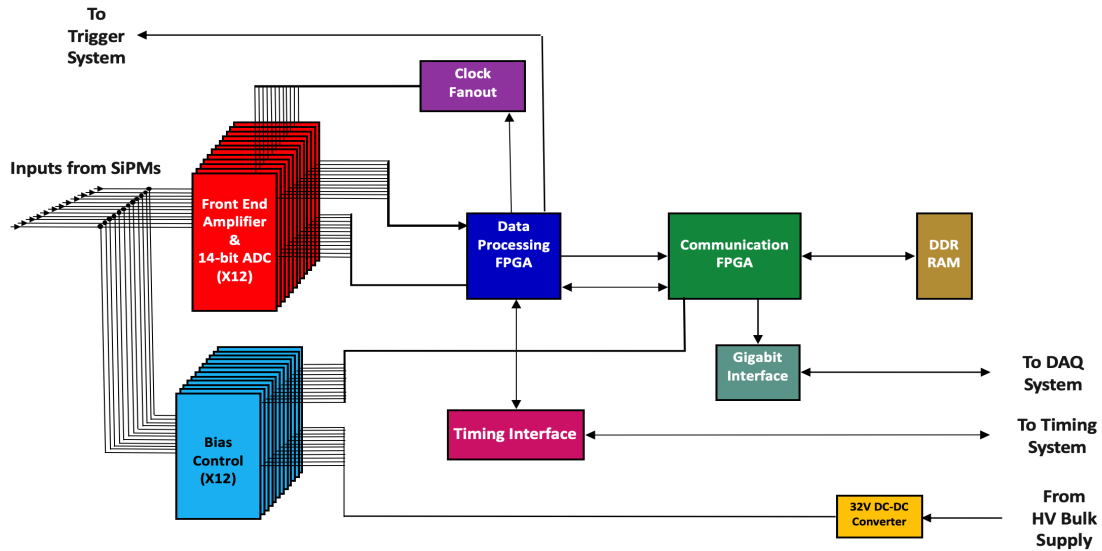 To
Trigger
System
Clock
Fanout
Inputs from SiPMs
Front End
Amplifier
&
14-bit ADC
(X12)
Data
Processing
FPGA
Communication
FPGA
DDR
RAM
Gigabit
Interface
To DAQ
System
Bias
Control
(X12)
Timing Interface
To Timing
System
32V DC-DC
Converter
From
HV Bulk
Supply